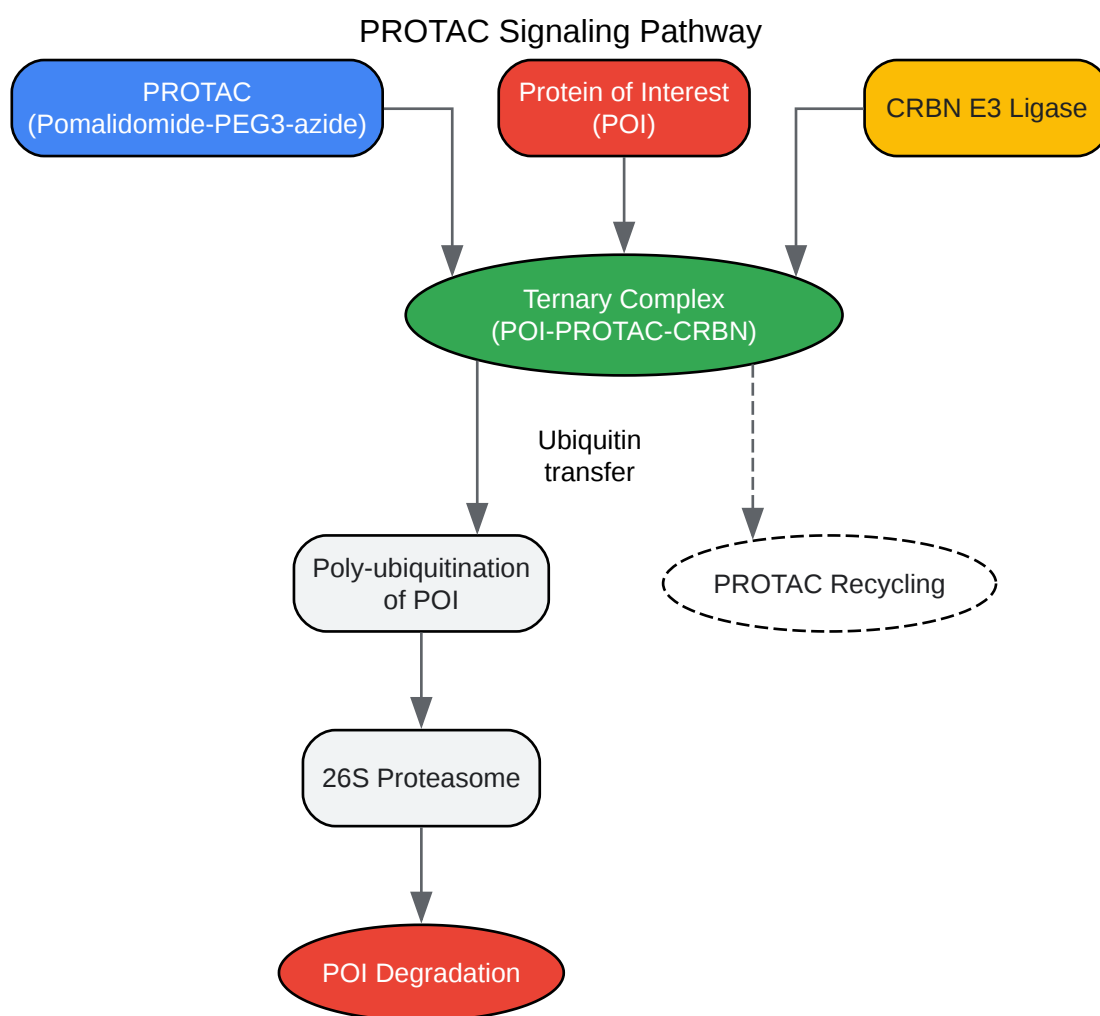 PROTAC Signaling Pathway
PROTAC
(Pomalidomide-PEG3-azide)
Protein of Interest
(POI)
CRBN E3 Ligase
Ternary Complex
(POI-PROTAC-CRBN)
Ubiquitin
transfer
Poly-ubiquitination
of POI
PROTAC Recycling
26S Proteasome
POI Degradation